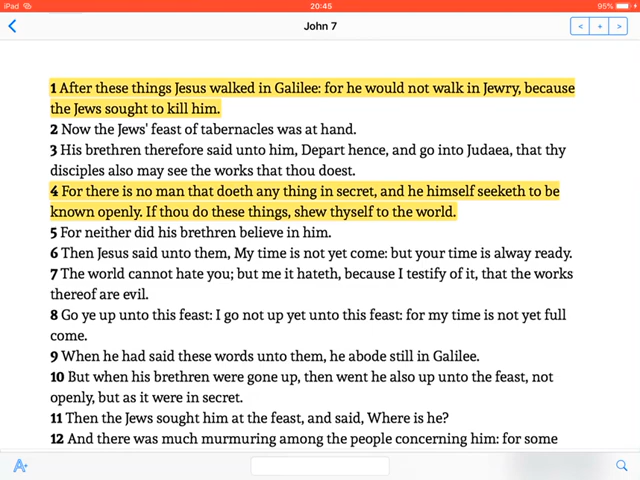 iPad 20:45 95%
John 7
< + >
1 After these things Jesus walked in Galilee: for he would not walk in Jewry, because
the Jews sought to kill him.
2 Now the Jews' feast of tabernacles was at hand.
3 His brethren therefore said unto him, Depart hence, and go into Judaea, that thy
disciples also may see the works that thou doest.
4 For there is no man that doeth any thing in secret, and he himself seeketh to be
known openly. If thou do these things, shew thyself to the world.
5 For neither did his brethren believe in him.
6 Then Jesus said unto them, My time is not yet come: but your time is alway ready.
7 The world cannot hate you; but me it hateth, because I testify of it, that the works
thereof are evil.
8 Go ye up unto this feast: I go not up yet unto this feast: for my time is not yet full
come.
9 When he had said these words unto them, he abode still in Galilee.
10 But when his brethren were gone up, then went he also up unto the feast, not
openly, but as it were in secret.
11 Then the Jews sought him at the feast, and said, Where is he?
12 And there was much murmuring among the people concerning him: for some
A+